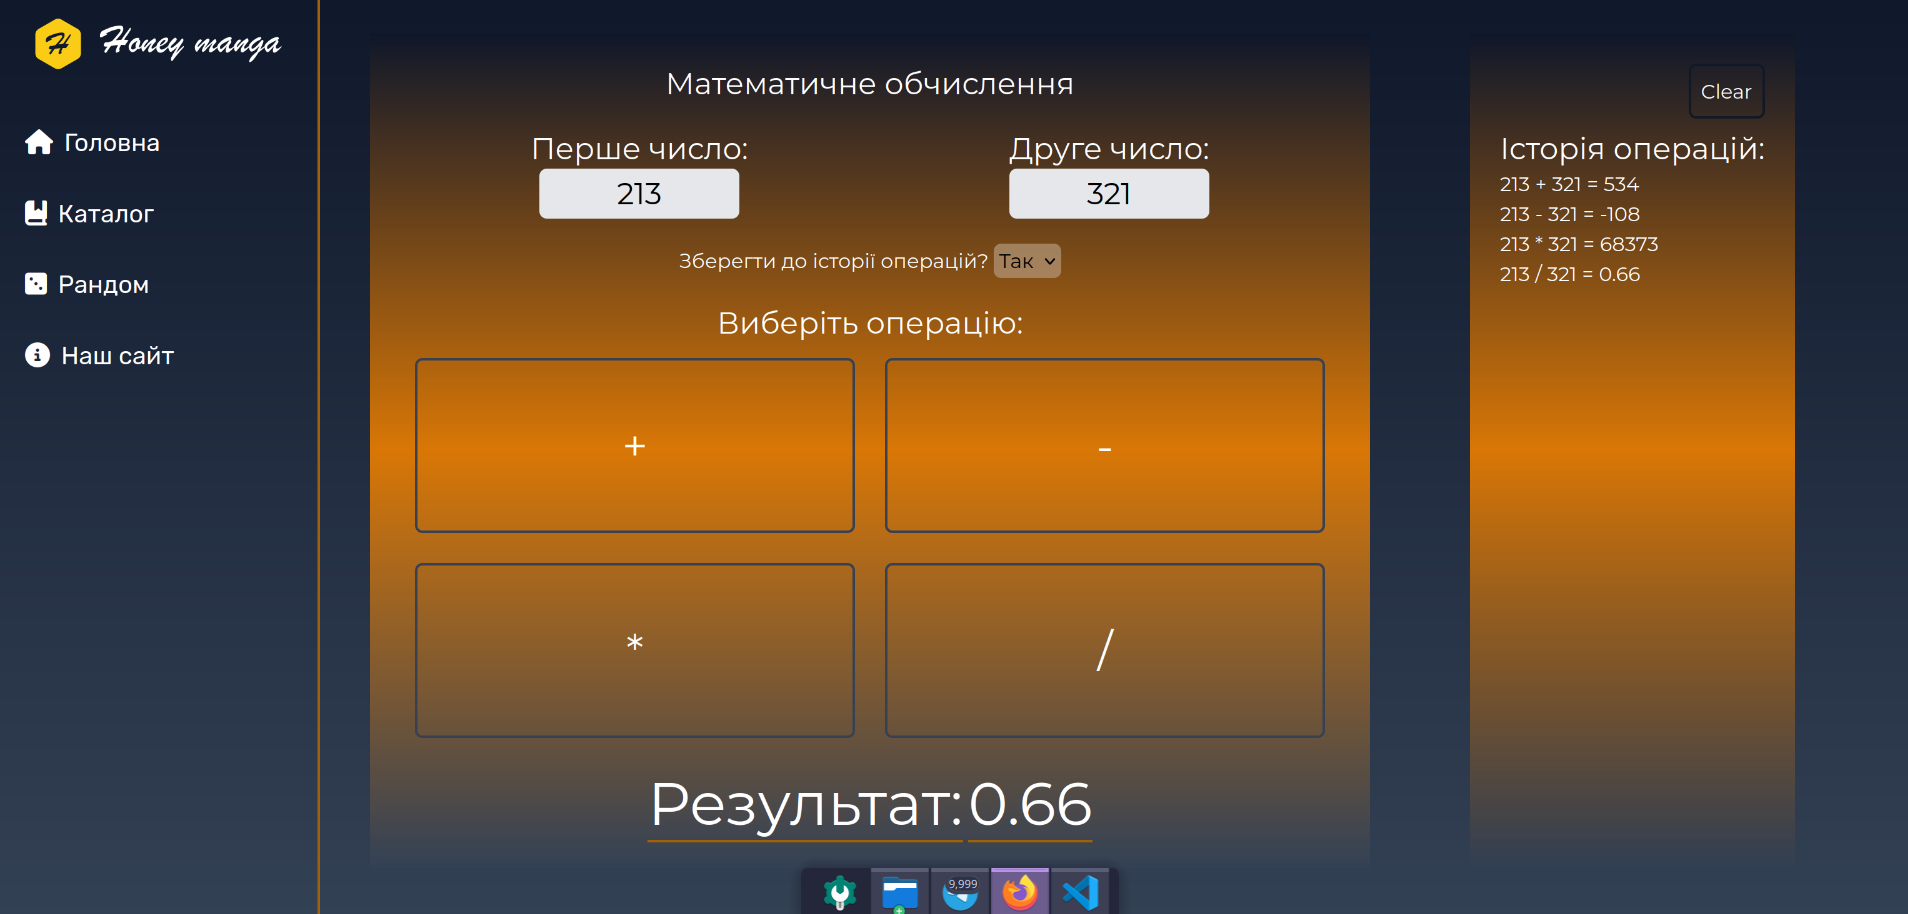 Honey manga
Головна
Каталог
Рандом
Наш сайт
Математичне обчислення
Перше число:
Друге число:
213
321
Зберегти до історії операцій? Так
Виберіть операцію:
+
-
*
/
Результат: 0.66
Clear
Історія операцій:
213 + 321 = 534
213 - 321 = -108
213 * 321 = 68373
213 / 321 = 0.66
9,999